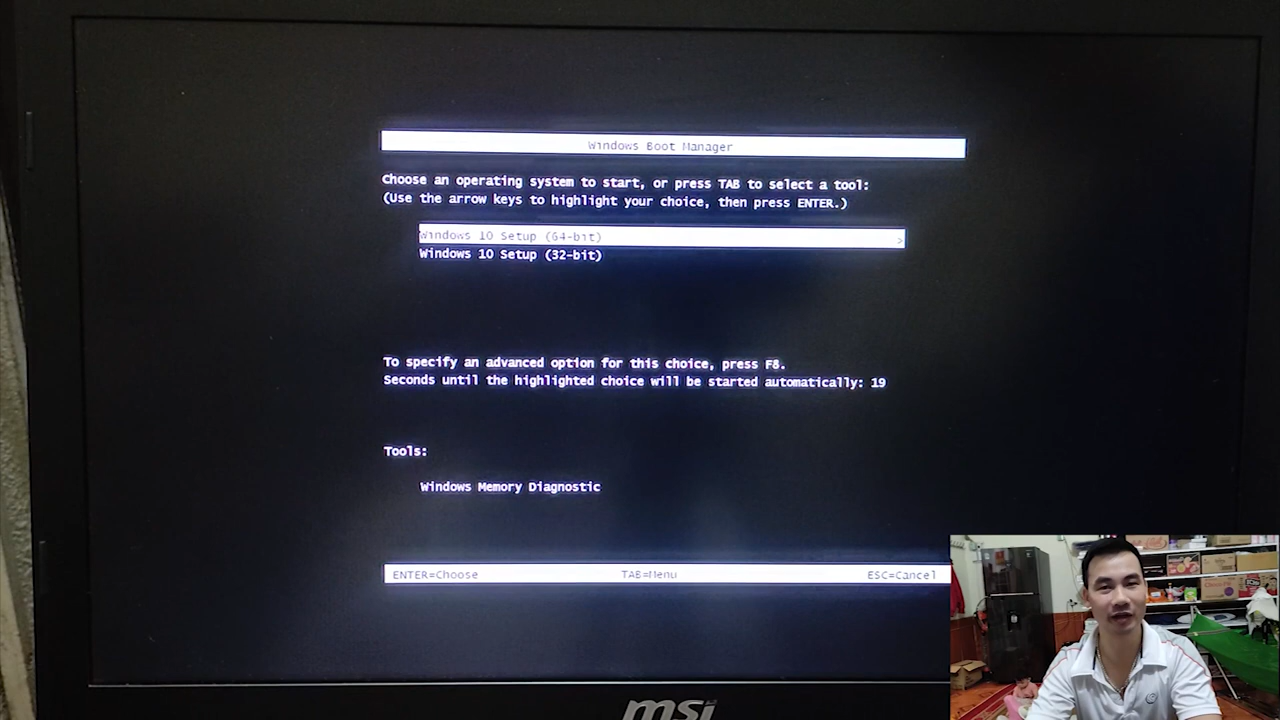 Windows Boot Manager
Choose an operating system to start, or press TAB to select a tool:
(Use the arrow keys to highlight your choice, then press ENTER.)
Windows 10 Setup (64-bit) >
Windows 10 Setup (32-bit)
To specify an advanced option for this choice, press F8.
Seconds until the highlighted choice will be started automatically: 19
Tools:
Windows Memory Diagnostic
ENTER=Choose TAB=Menu ESC=Cancel
msi